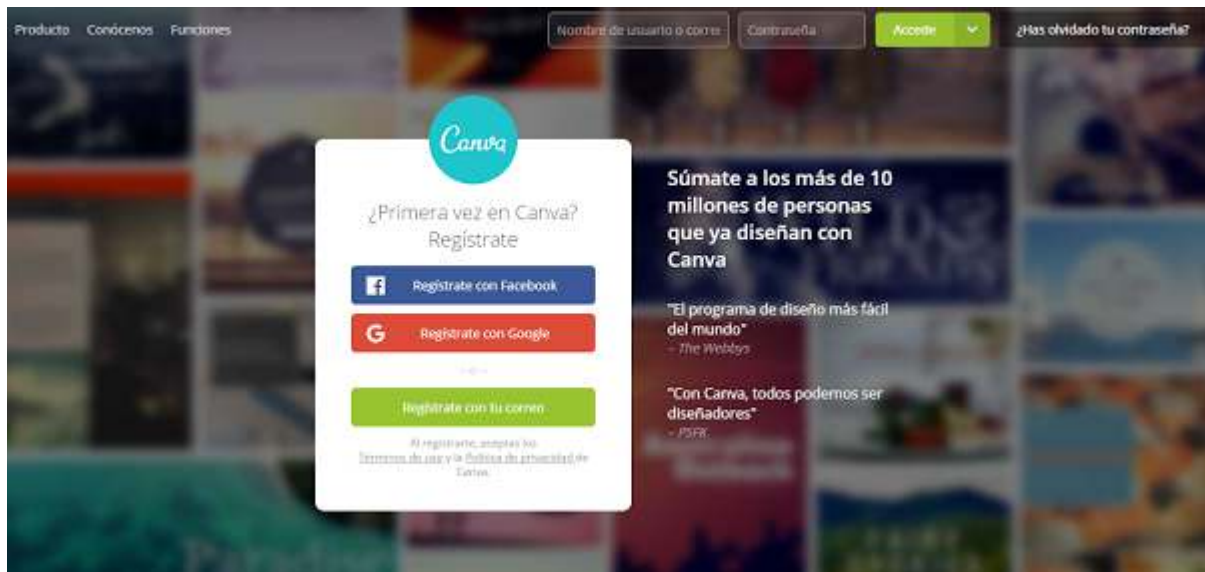 Producto Conócenos Funciones
Nombre de usuario o corre Contraseña Accede ¿Has olvidado tu contraseña?
Canva
¿Primera vez en Canva?
Regístrate
Regístrate con Facebook
Regístrate con Google
Regístrate con tu correo
Al registrarte, aceptas los
Términos de uso y la Política de privacidad de
Canva.
Súmate a los más de 10
millones de personas
que ya diseñan con
Canva
"El programa de diseño más fácil
del mundo"
– The Webbys
"Con Canva, todos podemos ser
diseñadores"
– PSFK